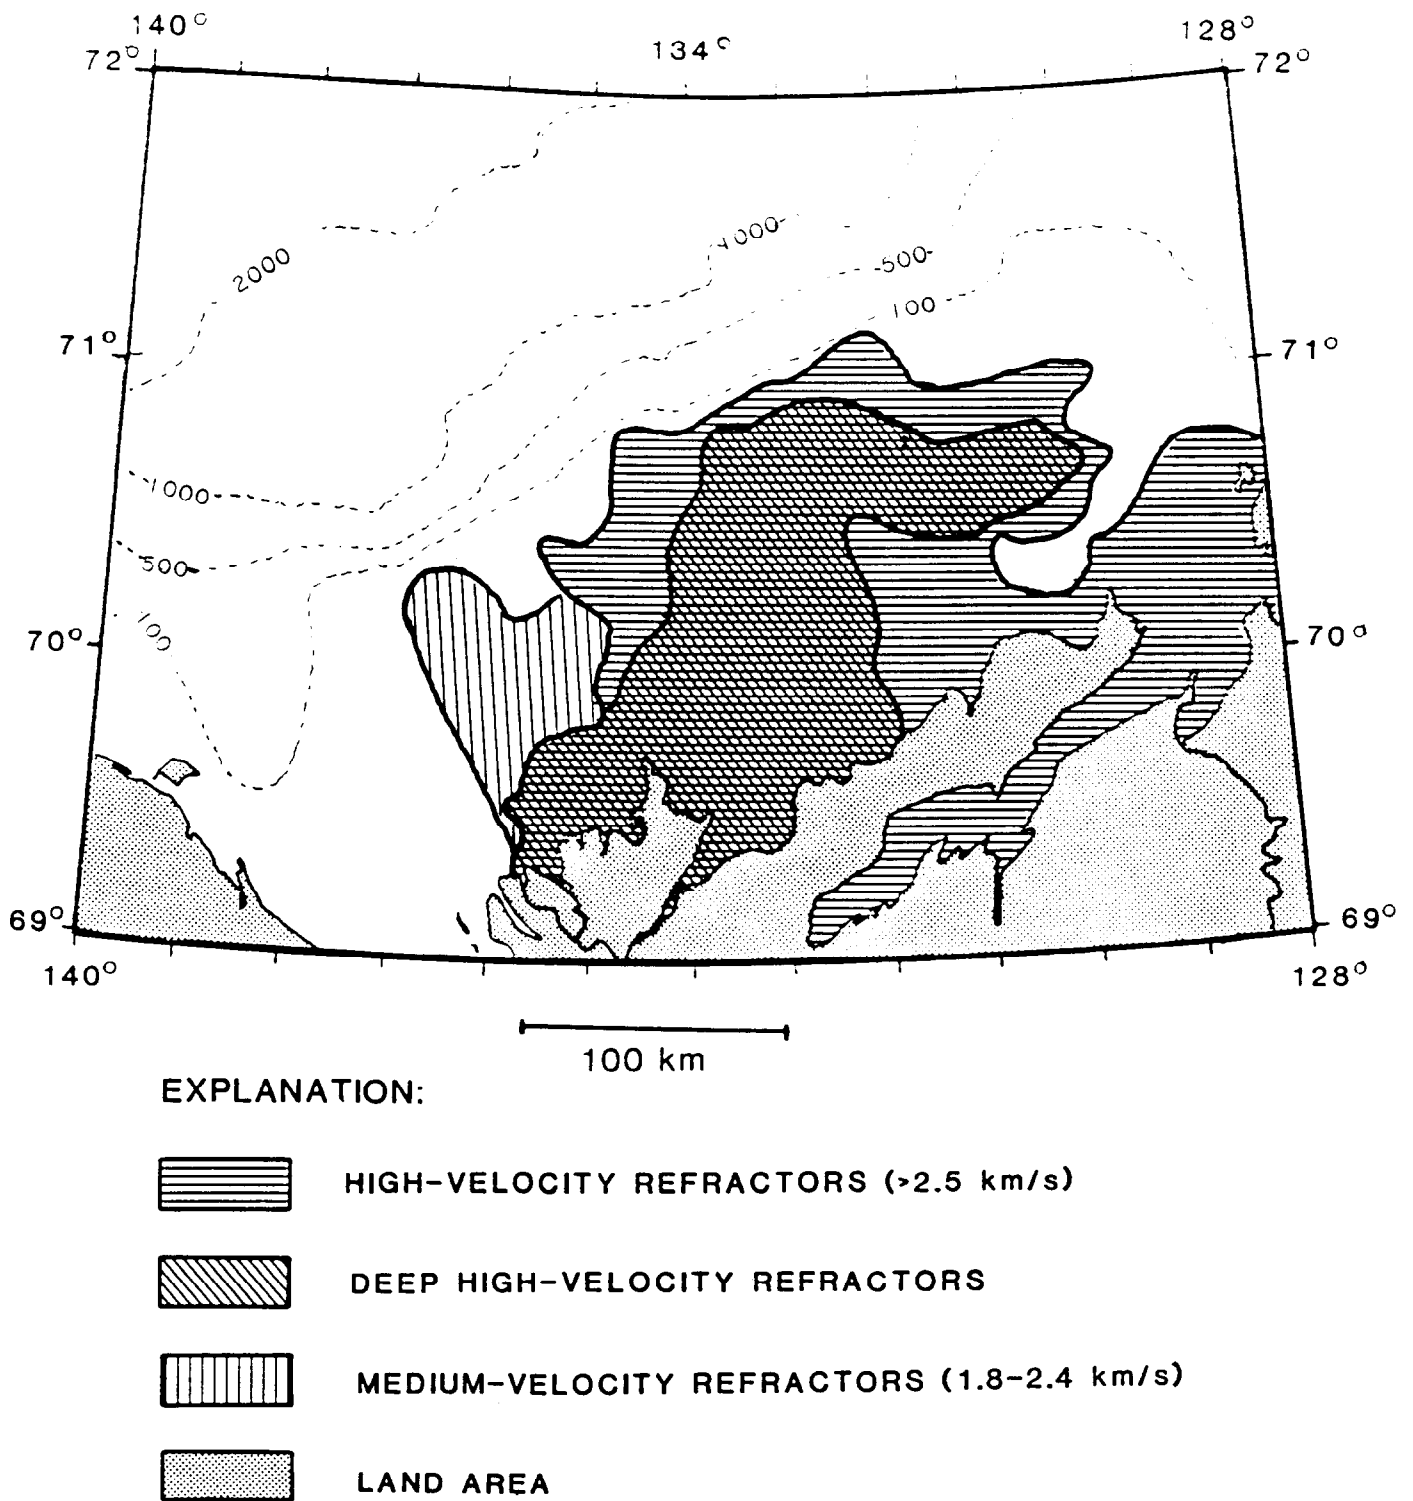 140° 134° 128°
72° 72°
2000
1000
500
100
71° 71°
1000
500
100
70° 70°
69° 69°
140° 128°
100 km
EXPLANATION:
HIGH-VELOCITY REFRACTORS (>2.5 km/s)
DEEP HIGH-VELOCITY REFRACTORS
MEDIUM-VELOCITY REFRACTORS (1.8-2.4 km/s)
LAND AREA